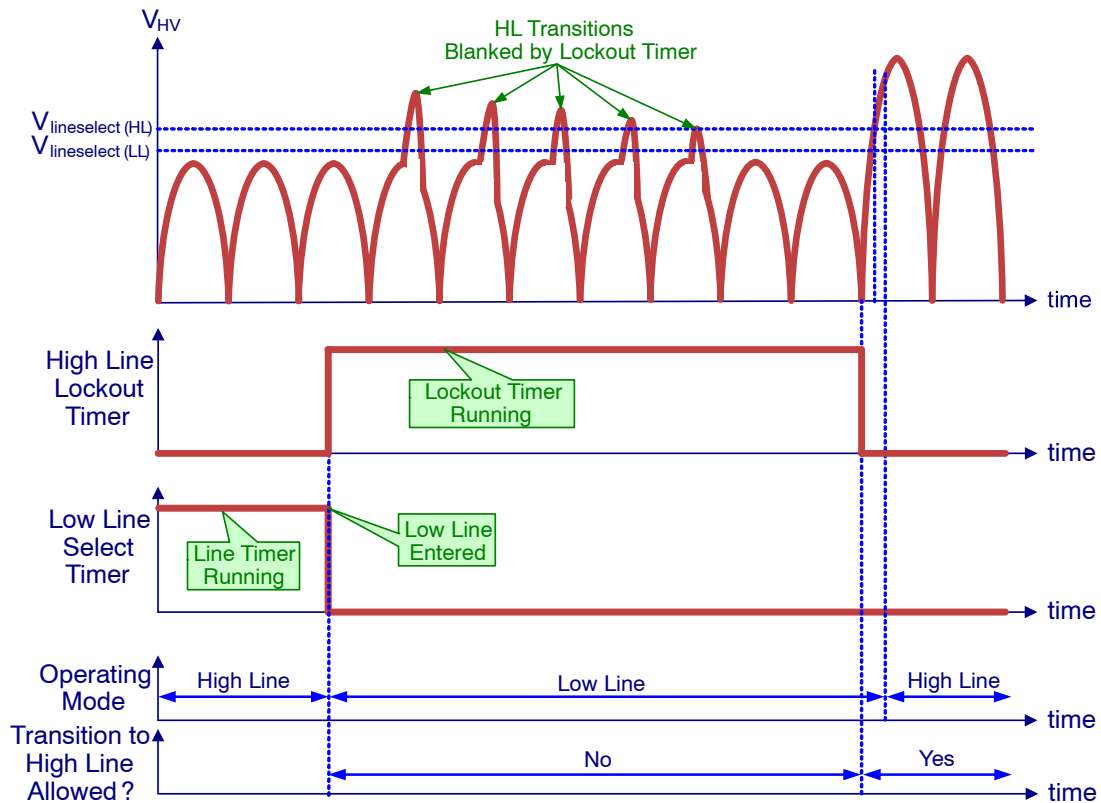 V_HV
HL Transitions
Blanked by Lockout Timer
V_lineselect (HL)
V_lineselect (LL)
time
High Line
Lockout
Timer
Lockout Timer
Running
time
Low Line
Select
Timer
Line Timer
Running
Low Line
Entered
time
Operating
Mode
High Line
Low Line
High Line
time
Transition to
High Line
Allowed ?
No
Yes
time